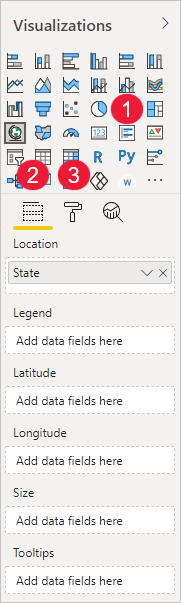 Visualizations
1
123
R Py
2 3
W
Location
State
Legend
Add data fields here
Latitude
Add data fields here
Longitude
Add data fields here
Size
Add data fields here
Tooltips
Add data fields here